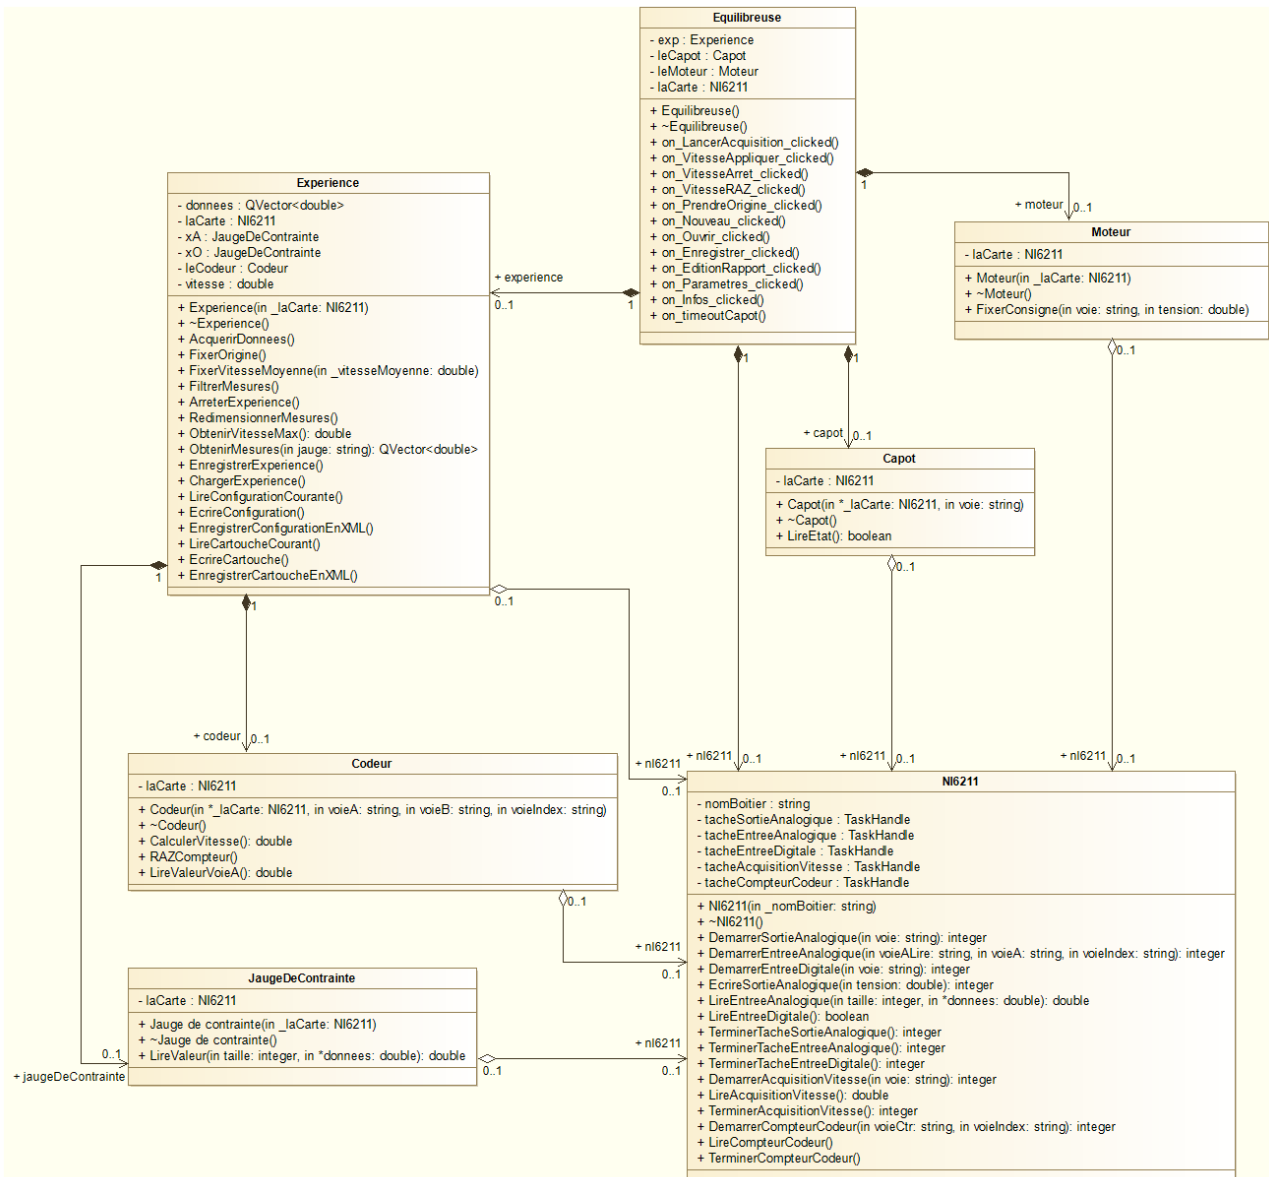 Equilibreuse
- exp : Experience
- leCapot : Capot
- leMoteur : Moteur
- laCarte : NI6211
+ Equilibreuse()
+ ~Equilibreuse()
+ on_LancerAcquisition_clicked()
+ on_VitesseAppliquer_clicked()
+ on_VitesseArret_clicked()
+ on_VitesseRAZ_clicked()
+ on_PrendreOrigine_clicked()
+ on_Nouveau_clicked()
+ on_Ouvrir_clicked()
+ on_Enregistrer_clicked()
+ on_EditionRapport_clicked()
+ on_Parametres_clicked()
+ on_Infos_clicked()
+ on_timeoutCapot()
1
+ moteur
0..1
+ experience
0..1
1
1
1
Experience
- donnees : QVector<double>
- laCarte : NI6211
- xA : JaugeDeContrainte
- xO : JaugeDeContrainte
- leCodeur : Codeur
- vitesse : double
+ Experience(in _laCarte: NI6211)
+ ~Experience()
+ AcquerirDonnees()
+ FixerOrigine()
+ FixerVitesseMoyenne(in _vitesseMoyenne: double)
+ FiltrerMesures()
+ ArreterExperience()
+ RedimensionnerMesures()
+ ObtenirVitesseMax(): double
+ ObtenirMesures(in jauge: string): QVector<double>
+ EnregistrerExperience()
+ ChargerExperience()
+ LireConfigurationCourante()
+ EcrireConfiguration()
+ EnregistrerConfigurationEnXML()
+ LireCartoucheCourant()
+ EcrireCartouche()
+ EnregistrerCartoucheEnXML()
1
1
0..1
Moteur
- laCarte : NI6211
+ Moteur(in _laCarte: NI6211)
+ ~Moteur()
+ FixerConsigne(in voie: string, in tension: double)
0..1
+ capot
0..1
Capot
- laCarte : NI6211
+ Capot(in *_laCarte: NI6211, in voie: string)
+ ~Capot()
+ LireEtat(): boolean
0..1
+ codeur
0..1
+ nI6211
0..1
+ nI6211
0..1
+ nI6211
0..1
+ nI6211
0..1
Codeur
- laCarte : NI6211
+ Codeur(in *_laCarte: NI6211, in voieA: string, in voieB: string, in voieIndex: string)
+ ~Codeur()
+ CalculerVitesse(): double
+ RAZCompteur()
+ LireValeurVoieA(): double
0..1
+ nI6211
0..1
JaugeDeContrainte
- laCarte : NI6211
+ Jauge de contrainte(in _laCarte: NI6211)
+ ~Jauge de contrainte()
+ LireValeur(in taille: integer, in *donnees: double): double
0..1
+ jaugeDeContrainte
0..1
+ nI6211
0..1
NI6211
- nomBoitier : string
- tacheSortieAnalogique : TaskHandle
- tacheEntreeAnalogique : TaskHandle
- tacheEntreeDigitale : TaskHandle
- tacheAcquisitionVitesse : TaskHandle
- tacheCompteurCodeur : TaskHandle
+ NI6211(in _nomBoitier: string)
+ ~NI6211()
+ DemarrerSortieAnalogique(in voie: string): integer
+ DemarrerEntreeAnalogique(in voieALire: string, in voieA: string, in voieIndex: string): integer
+ DemarrerEntreeDigitale(in voie: string): integer
+ EcrireSortieAnalogique(in tension: double): integer
+ LireEntreeAnalogique(in taille: integer, in *donnees: double): double
+ LireEntreeDigitale(): boolean
+ TerminerTacheSortieAnalogique(): integer
+ TerminerTacheEntreeAnalogique(): integer
+ TerminerTacheEntreeDigitale(): integer
+ DemarrerAcquisitionVitesse(in voie: string): integer
+ LireAcquisitionVitesse(): double
+ TerminerAcquisitionVitesse(): integer
+ DemarrerCompteurCodeur(in voieCtr: string, in voieIndex: string): integer
+ LireCompteurCodeur()
+ TerminerCompteurCodeur()